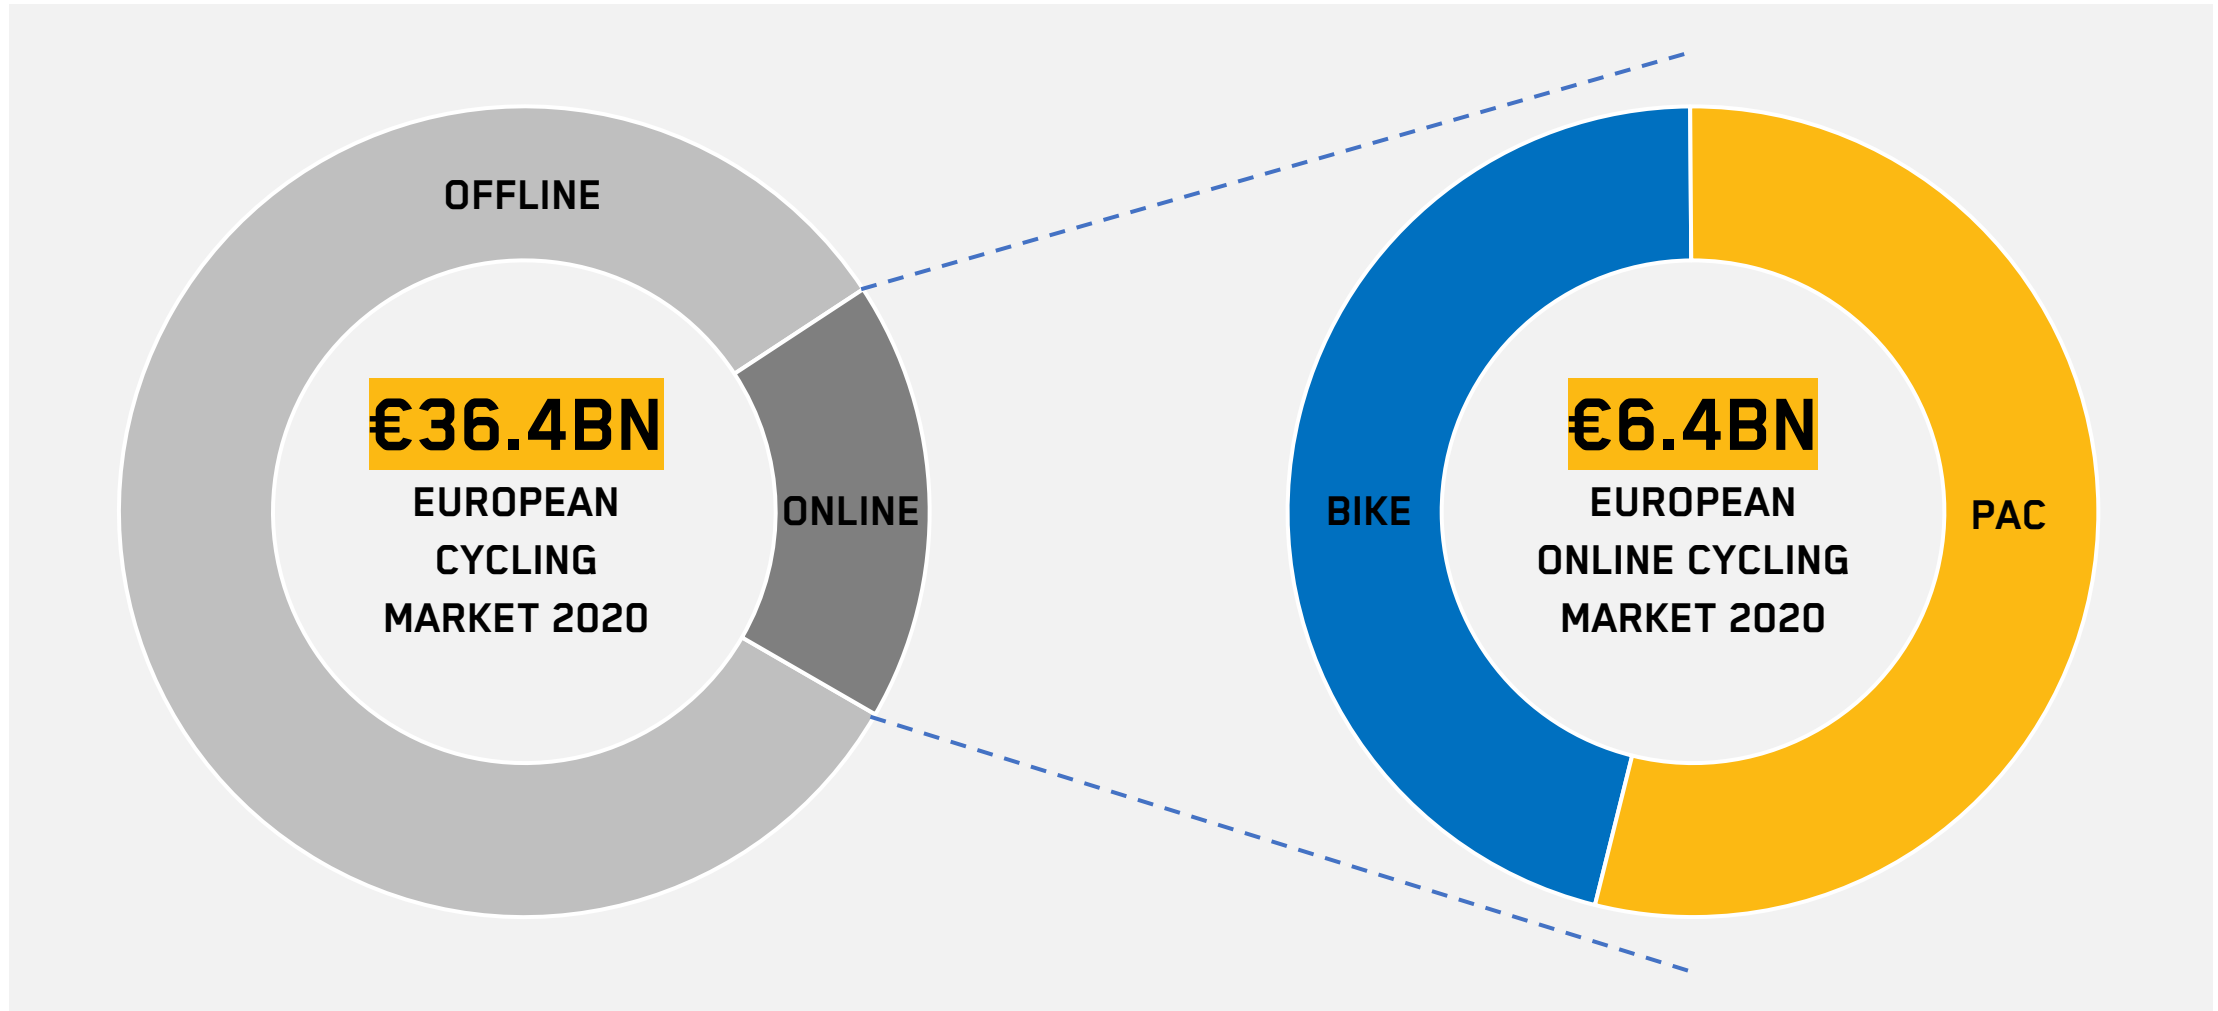 OFFLINE
€36.4BN
EUROPEAN
CYCLING
MARKET 2020
ONLINE
BIKE
€6.4BN
EUROPEAN
ONLINE CYCLING
MARKET 2020
PAC